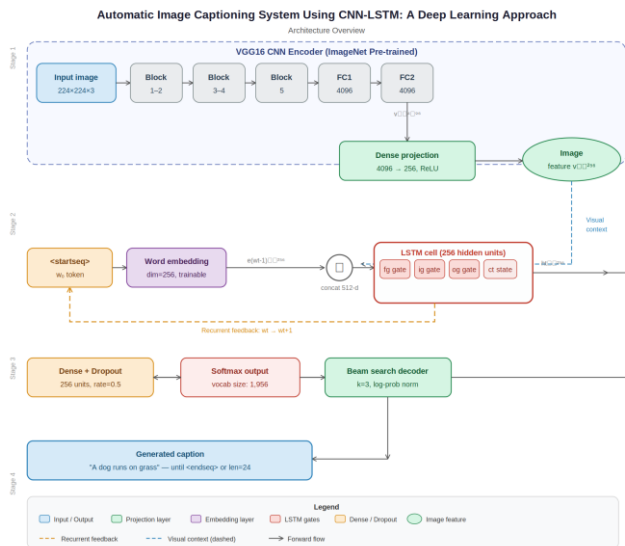 Automatic Image Captioning System Using CNN-LSTM: A Deep Learning Approach
Architecture Overview
Stage 1
VGG16 CNN Encoder (ImageNet Pre-trained)
Input image
224×224×3
Block
1–2
Block
3–4
Block
5
FC1
4096
FC2
4096
Dense projection
4096 → 256, ReLU
Image
feature
Visual
context
Stage 2
<startseq>
w₀ token
Word embedding
dim=256, trainable
concat 512-d
LSTM cell (256 hidden units)
fg gate
ig gate
og gate
ct state
Recurrent feedback: wt → wt+1
Stage 3
Dense + Dropout
256 units, rate=0.5
Softmax output
vocab size: 1,956
Beam search decoder
k=3, log-prob norm
Stage 4
Generated caption
"A dog runs on grass" — until <endseq> or len=24
Legend
Input / Output
Projection layer
Embedding layer
LSTM gates
Dense / Dropout
Image feature
Recurrent feedback
Visual context (dashed)
Forward flow